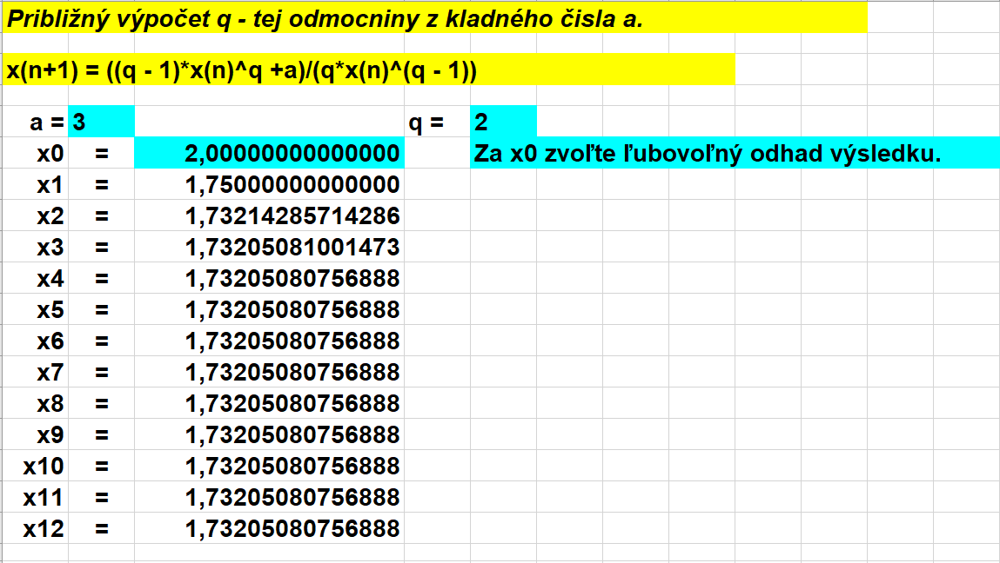 Približný výpočet q - tej odmocniny z kladného čisla a.
x(n+1) = ((q - 1)*x(n)^q +a)/(q*x(n)^(q - 1))
a = 3 q = 2
x0 = 2,00000000000000 Za x0 zvoľte ľubovoľný odhad výsledku.
x1 = 1,75000000000000
x2 = 1,73214285714286
x3 = 1,73205081001473
x4 = 1,73205080756888
x5 = 1,73205080756888
x6 = 1,73205080756888
x7 = 1,73205080756888
x8 = 1,73205080756888
x9 = 1,73205080756888
x10 = 1,73205080756888
x11 = 1,73205080756888
x12 = 1,73205080756888